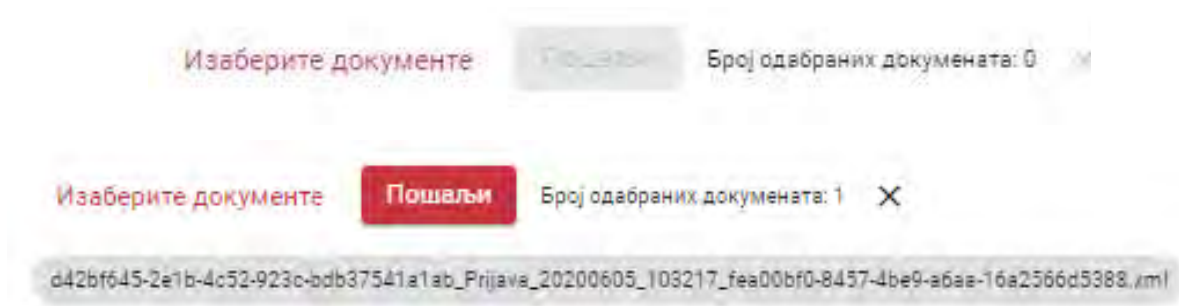 Изаберите документе Пошаљи Број одабраних докумената: 0
Изаберите документе Пошаљи Број одабраних докумената: 1 ×
d42bf645-2e1b-4c52-923c-bdb37541a1ab_Prijava_20200605_103217_fea00bf0-8457-4be9-a6aa-16a2566d5388.xml